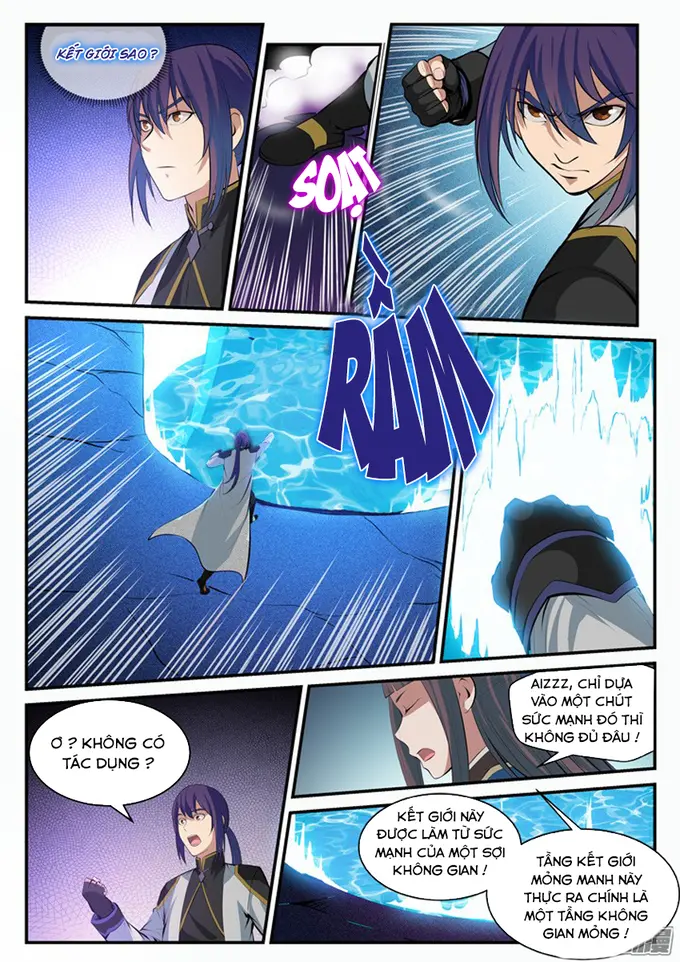 KẾT GIỚI SAO ?
SOẠT
RẦM
AIZZZ, CHỈ DỰA
VÀO MỘT CHÚT
SỨC MẠNH ĐÓ THÌ
KHÔNG ĐỦ ĐÂU !
Ơ ? KHÔNG CÓ
TÁC DỤNG ?
KẾT GIỚI NÀY
ĐƯỢC LÀM TỪ SỨC
MẠNH CỦA MỘT SỢI
KHÔNG GIAN !
TẦNG KẾT GIỚI
MỎNG MANH NÀY
THỰC RA CHÍNH LÀ
MỘT TẦNG KHÔNG
GIAN MỎNG !